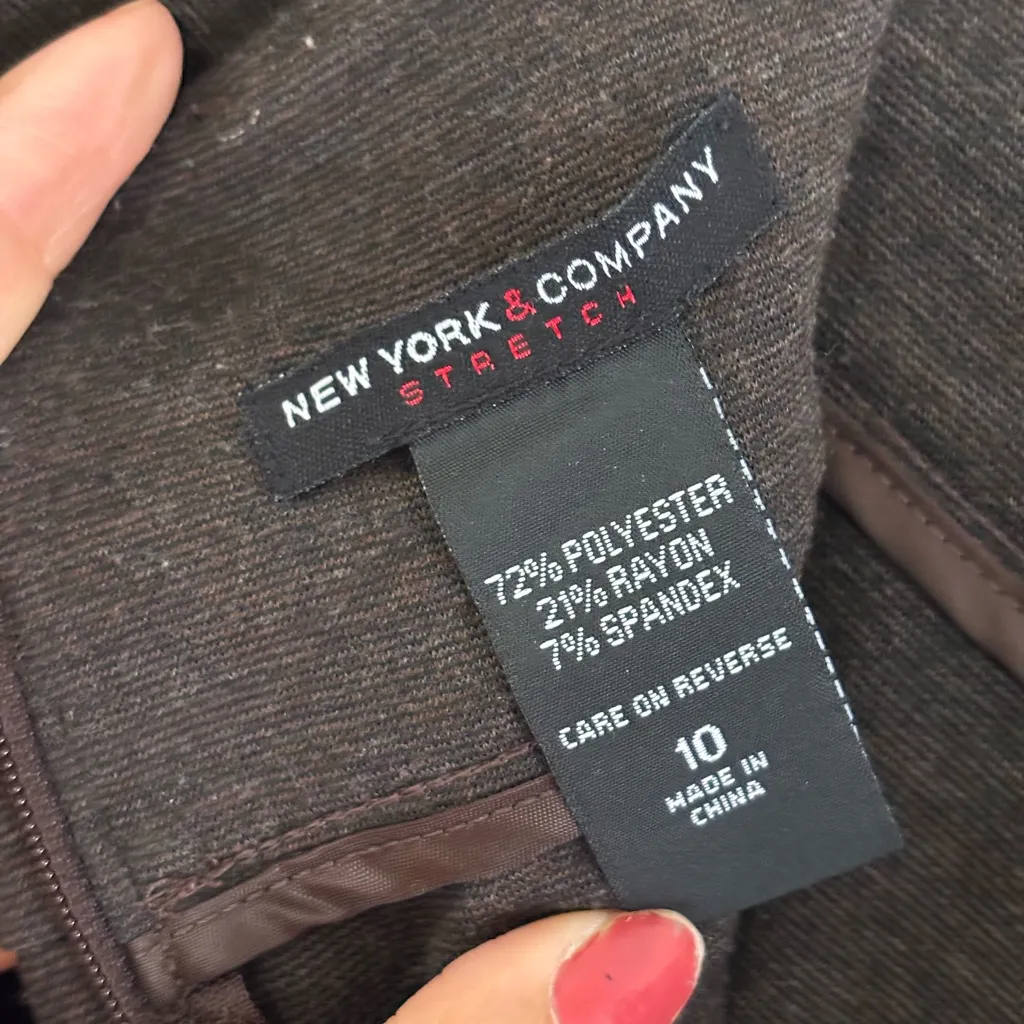 NEW YORK & COMPANY
STRETCH
72% POLYESTER
21% RAYON
7% SPANDEX
CARE ON REVERSE
10
MADE IN
CHINA